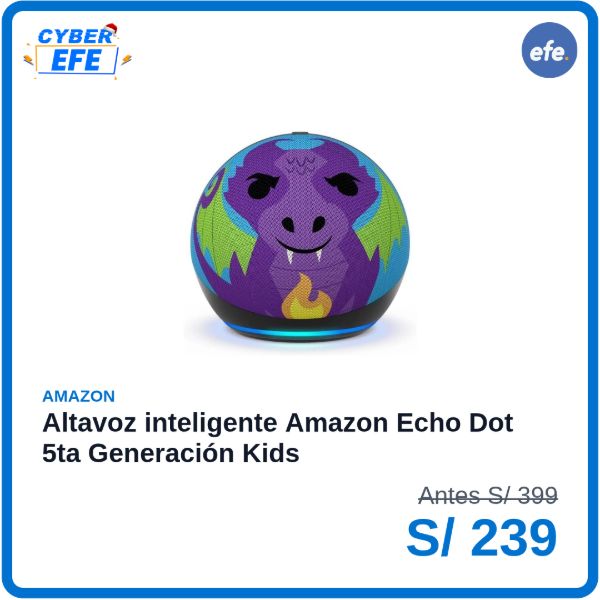 CYBER
EFE
efe.
AMAZON
Altavoz inteligente Amazon Echo Dot
5ta Generación Kids
Antes S/ 399
S/ 239